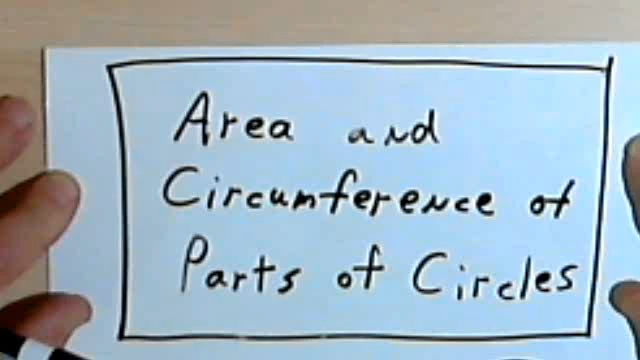 Area and
Circumference of
Parts of Circles